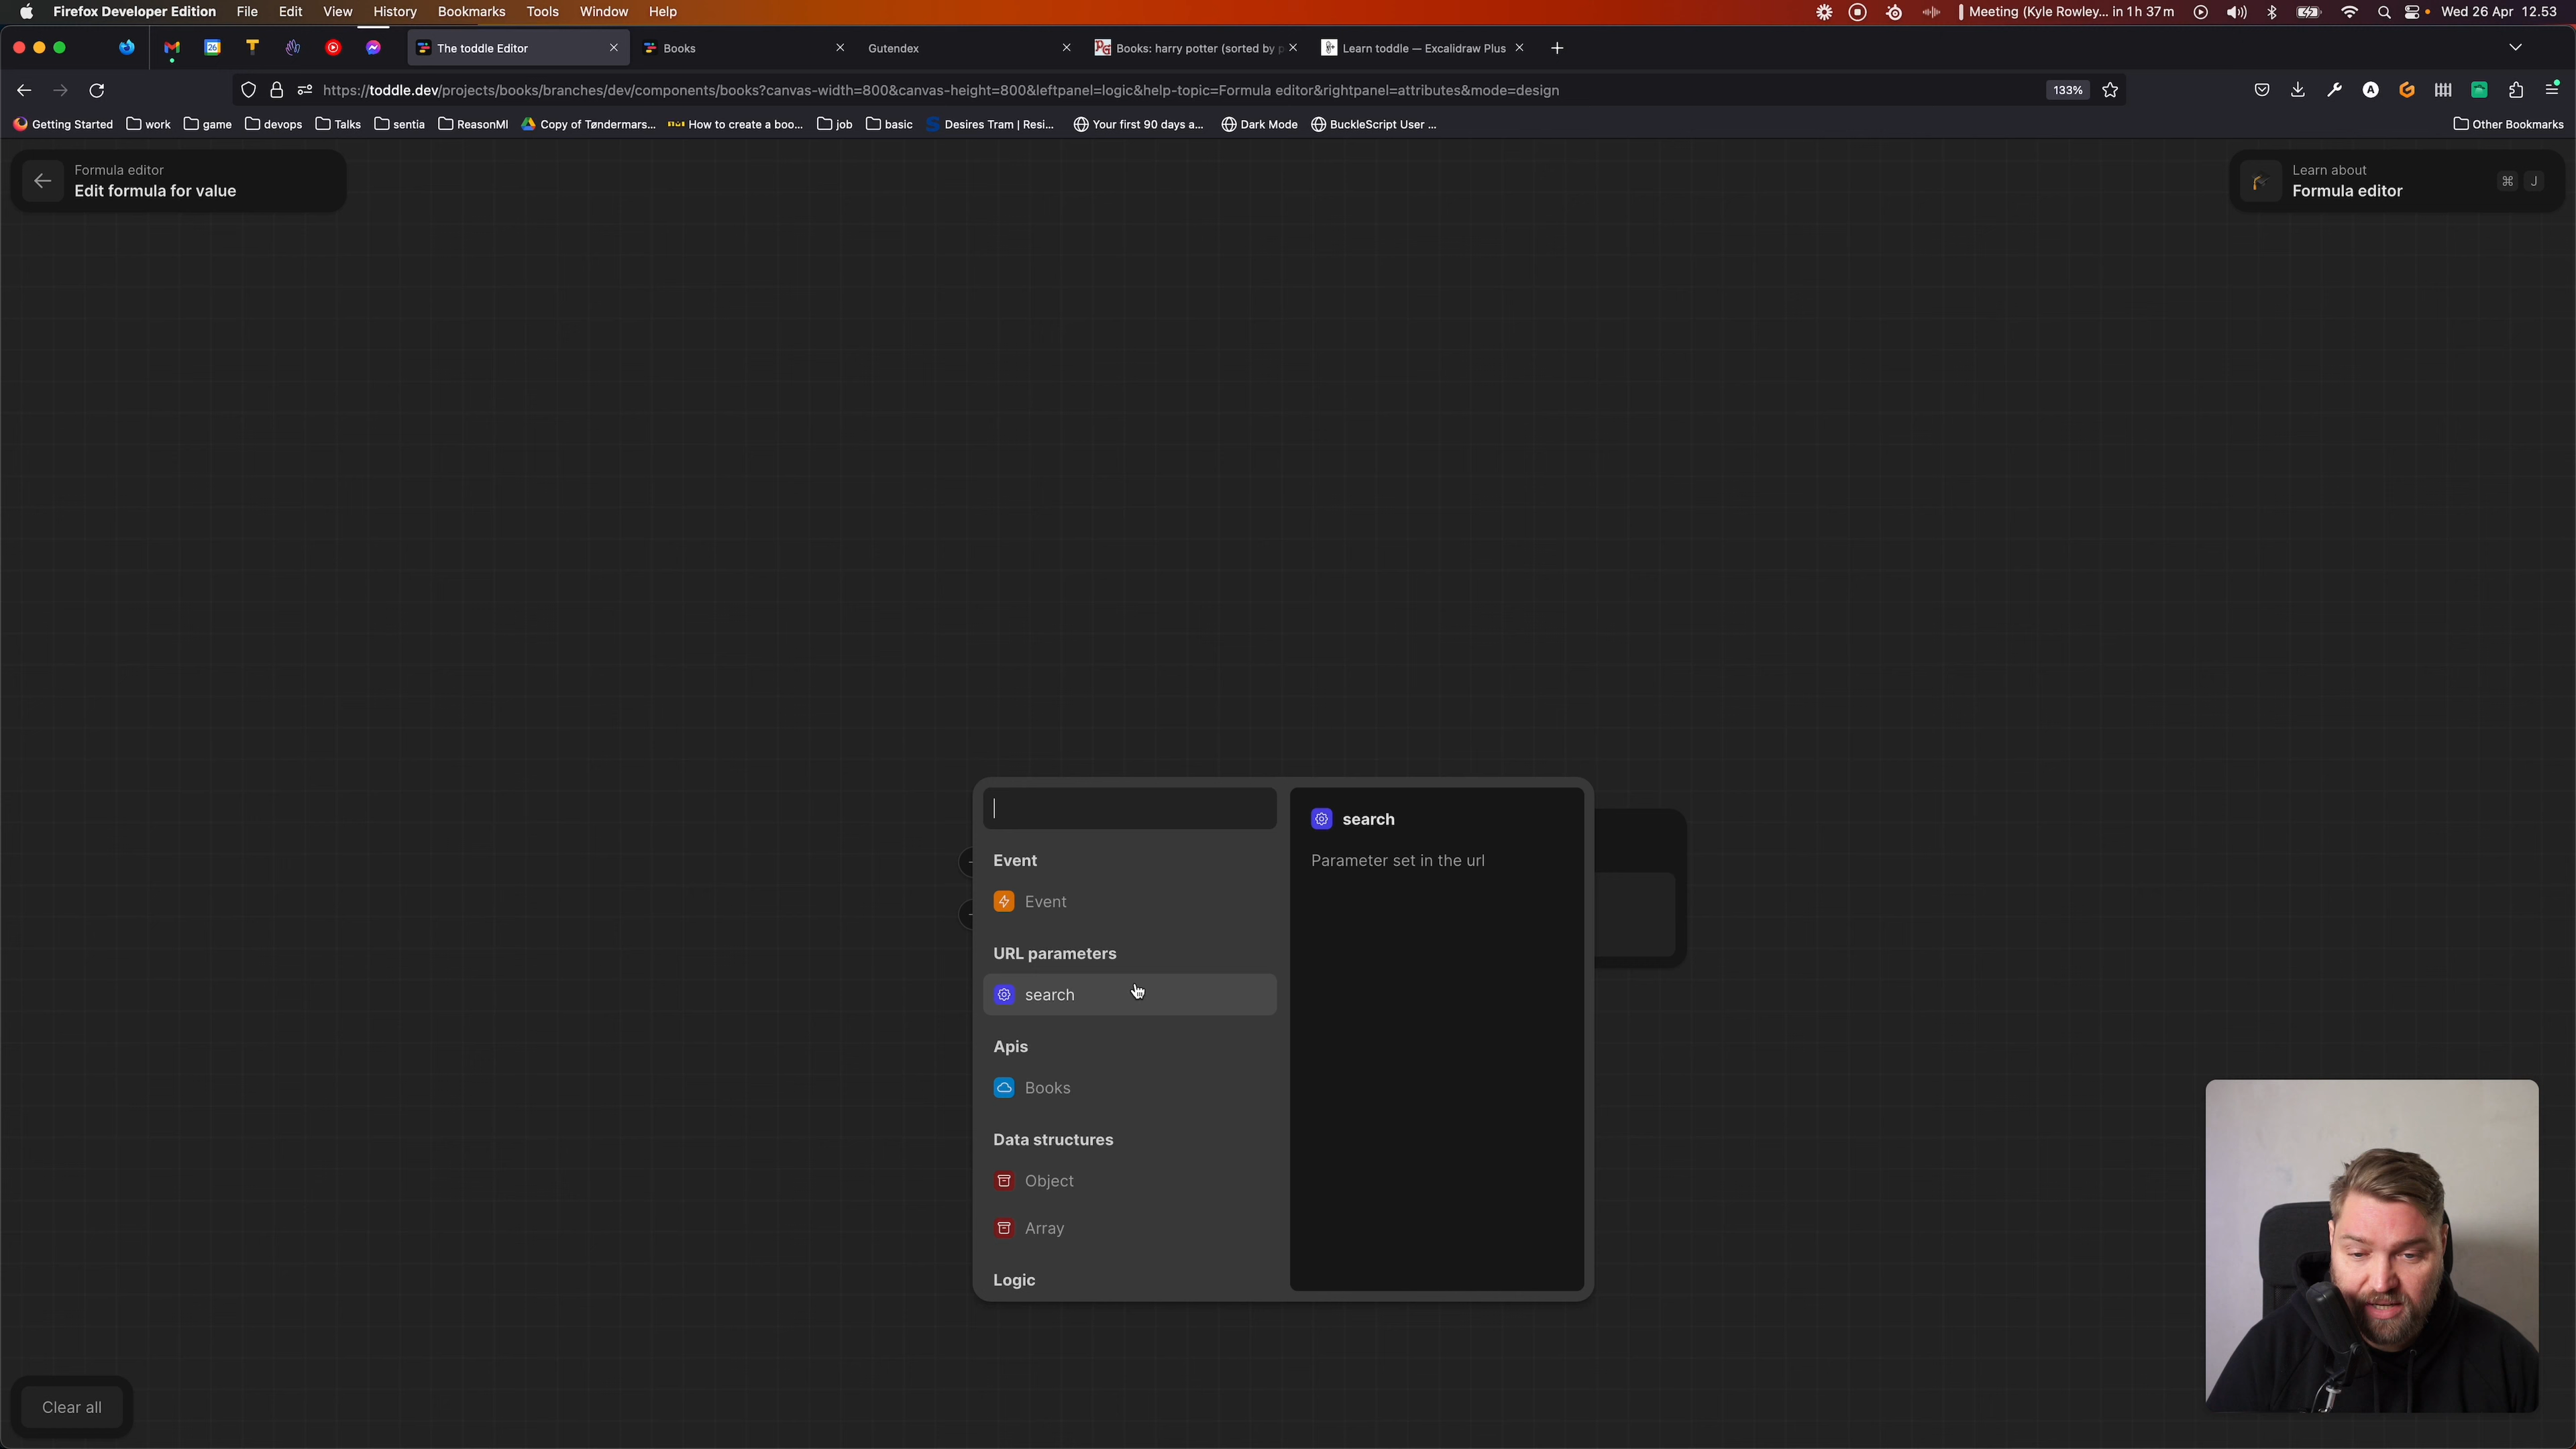 Firefox Developer Edition File Edit View History Bookmarks Tools Window Help Meeting (Kyle Rowley... in 1 h 37 m Wed 26 Apr 12.53
The toddle Editor Books Gutendex Books: harry potter (sorted by p Learn toddle — Excalidraw Plus
https://toddle.dev/projects/books/branches/dev/components/books?canvas-width=800&canvas-height=800&leftpanel=logic&help-topic=Formula editor&rightpanel=attributes&mode=design 133%
Getting Started work game devops Talks sentia ReasonMl Copy of Tøndermars... How to create a boo... job basic Desires Tram | Resi... Your first 90 days a... Dark Mode BuckleScript User ... Other Bookmarks
Formula editor
Edit formula for value
Learn about
Formula editor
⌘ J
Event
Event
URL parameters
search
Apis
Books
Data structures
Object
Array
Logic
search
Parameter set in the url
Clear all